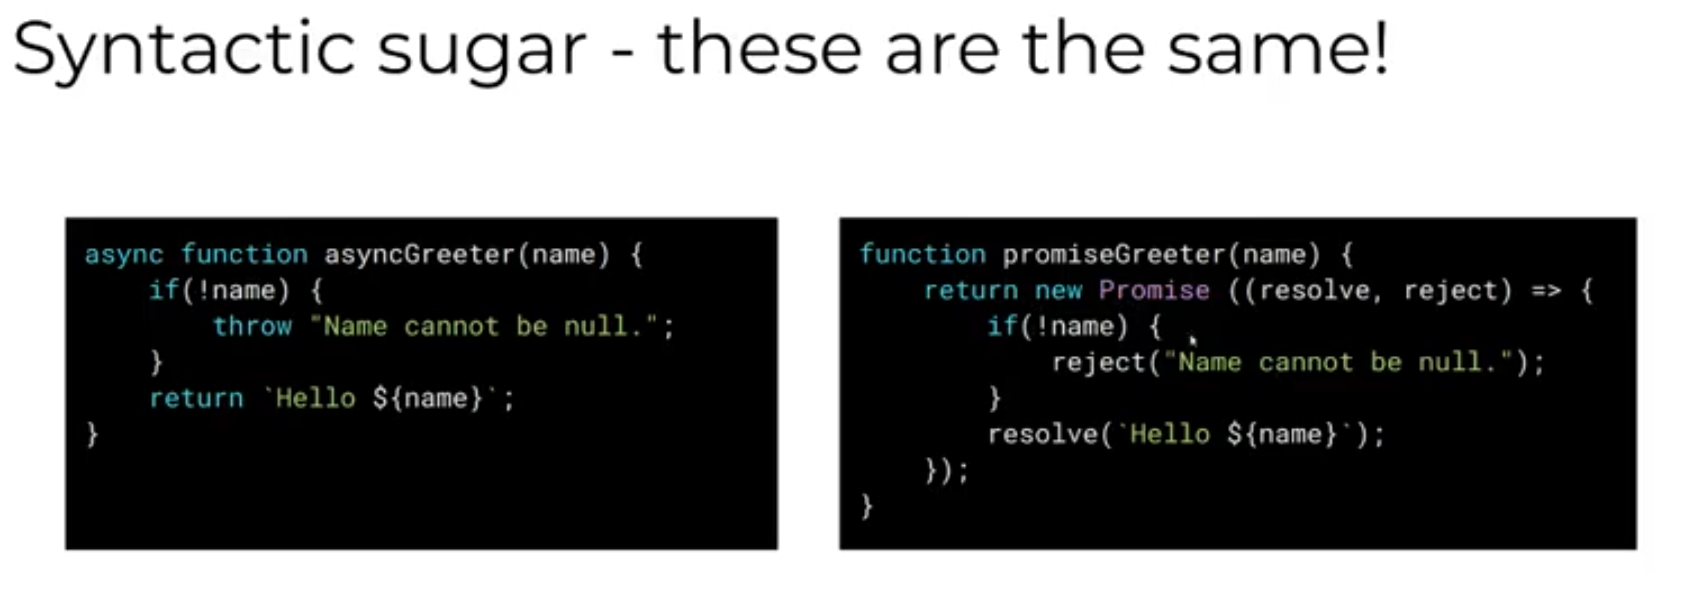 Syntactic sugar - these are the same!
async function asyncGreeter(name) {
    if(!name) {
        throw "Name cannot be null.";
    }
    return `Hello ${name}`;
}
function promiseGreeter(name) {
    return new Promise ((resolve, reject) => {
        if(!name) {
            reject("Name cannot be null.");
        }
        resolve(`Hello ${name}`);
    });
}